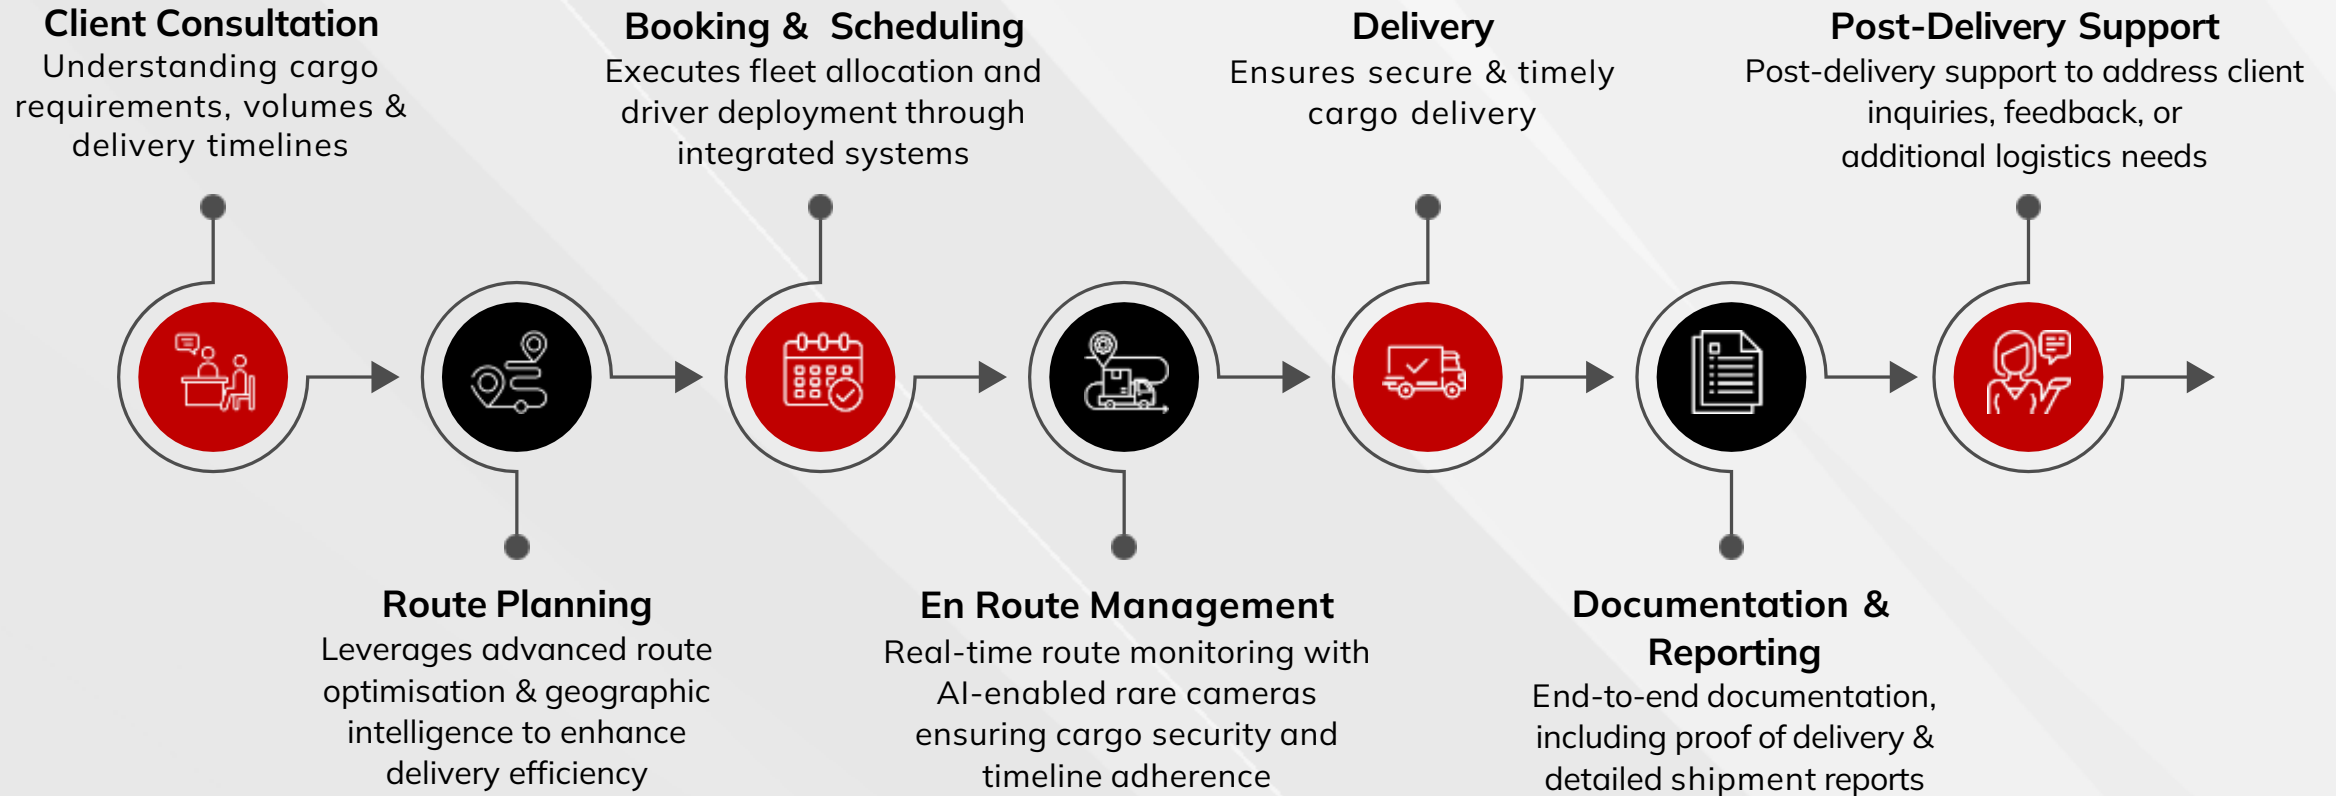 Client Consultation
Understanding cargo
requirements, volumes &
delivery timelines
Route Planning
Leverages advanced route
optimisation & geographic
intelligence to enhance
delivery efficiency
Booking & Scheduling
Executes fleet allocation and
driver deployment through
integrated systems
En Route Management
Real-time route monitoring with
AI-enabled rare cameras
ensuring cargo security and
timeline adherence
Delivery
Ensures secure & timely
cargo delivery
Documentation &
Reporting
End-to-end documentation,
including proof of delivery &
detailed shipment reports
Post-Delivery Support
Post-delivery support to address client
inquiries, feedback, or
additional logistics needs